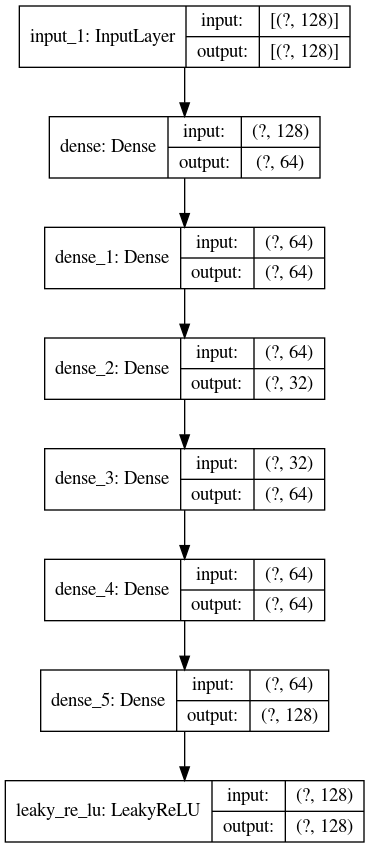 input_1: InputLayer
input: [(?, 128)]
output: [(?, 128)]
dense: Dense
input: (?, 128)
output: (?, 64)
dense_1: Dense
input: (?, 64)
output: (?, 64)
dense_2: Dense
input: (?, 64)
output: (?, 32)
dense_3: Dense
input: (?, 32)
output: (?, 64)
dense_4: Dense
input: (?, 64)
output: (?, 64)
dense_5: Dense
input: (?, 64)
output: (?, 128)
leaky_re_lu: LeakyReLU
input: (?, 128)
output: (?, 128)